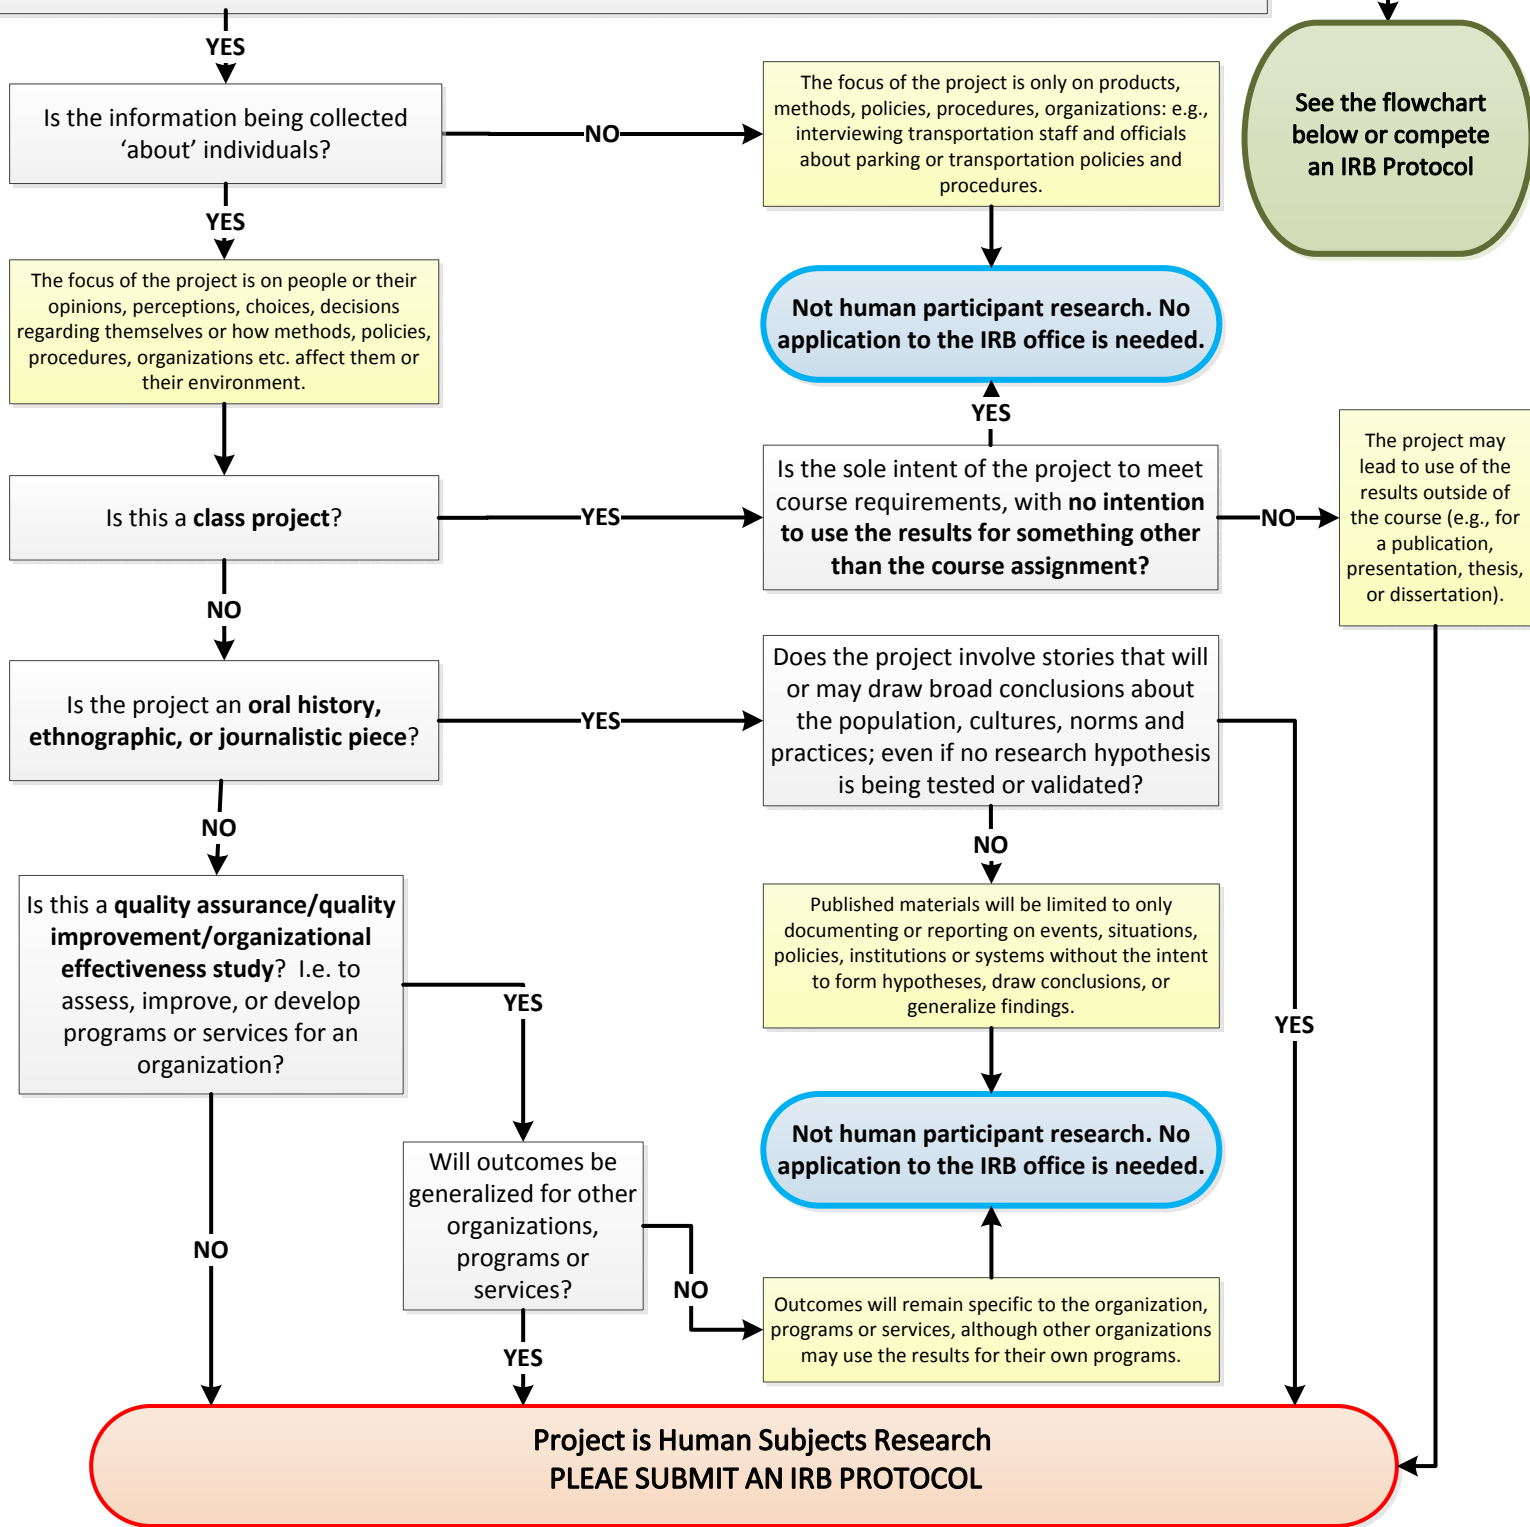 YES
Is the information being collected
‘about’ individuals?
NO
The focus of the project is only on products,
methods, policies, procedures, organizations: e.g.,
interviewing transportation staff and officials
about parking or transportation policies and
procedures.
See the flowchart
below or compete
an IRB Protocol
YES
The focus of the project is on people or their
opinions, perceptions, choices, decisions
regarding themselves or how methods, policies,
procedures, organizations etc. affect them or
their environment.
Not human participant research. No
application to the IRB office is needed.
YES
Is this a class project?
YES
Is the sole intent of the project to meet
course requirements, with no intention
to use the results for something other
than the course assignment?
NO
The project may
lead to use of the
results outside of
the course (e.g., for
a publication,
presentation, thesis,
or dissertation).
NO
Is the project an oral history,
ethnographic, or journalistic piece?
YES
Does the project involve stories that will
or may draw broad conclusions about
the population, cultures, norms and
practices; even if no research hypothesis
is being tested or validated?
NO
NO
YES
Is this a quality assurance/quality
improvement/organizational
effectiveness study? I.e. to
assess, improve, or develop
programs or services for an
organization?
YES
Published materials will be limited to only
documenting or reporting on events, situations,
policies, institutions or systems without the intent
to form hypotheses, draw conclusions, or
generalize findings.
Not human participant research. No
application to the IRB office is needed.
Will outcomes be
generalized for other
organizations,
programs or
services?
NO
NO
Outcomes will remain specific to the organization,
programs or services, although other organizations
may use the results for their own programs.
YES
Project is Human Subjects Research
PLEAE SUBMIT AN IRB PROTOCOL